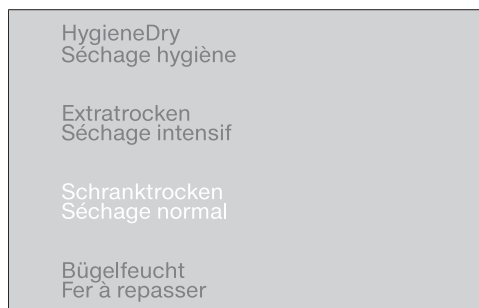 HygieneDry
Séchage hygiène
Extratrocken
Séchage intensif
Schranktrocken
Séchage normal
Bügelfeucht
Fer à repasser